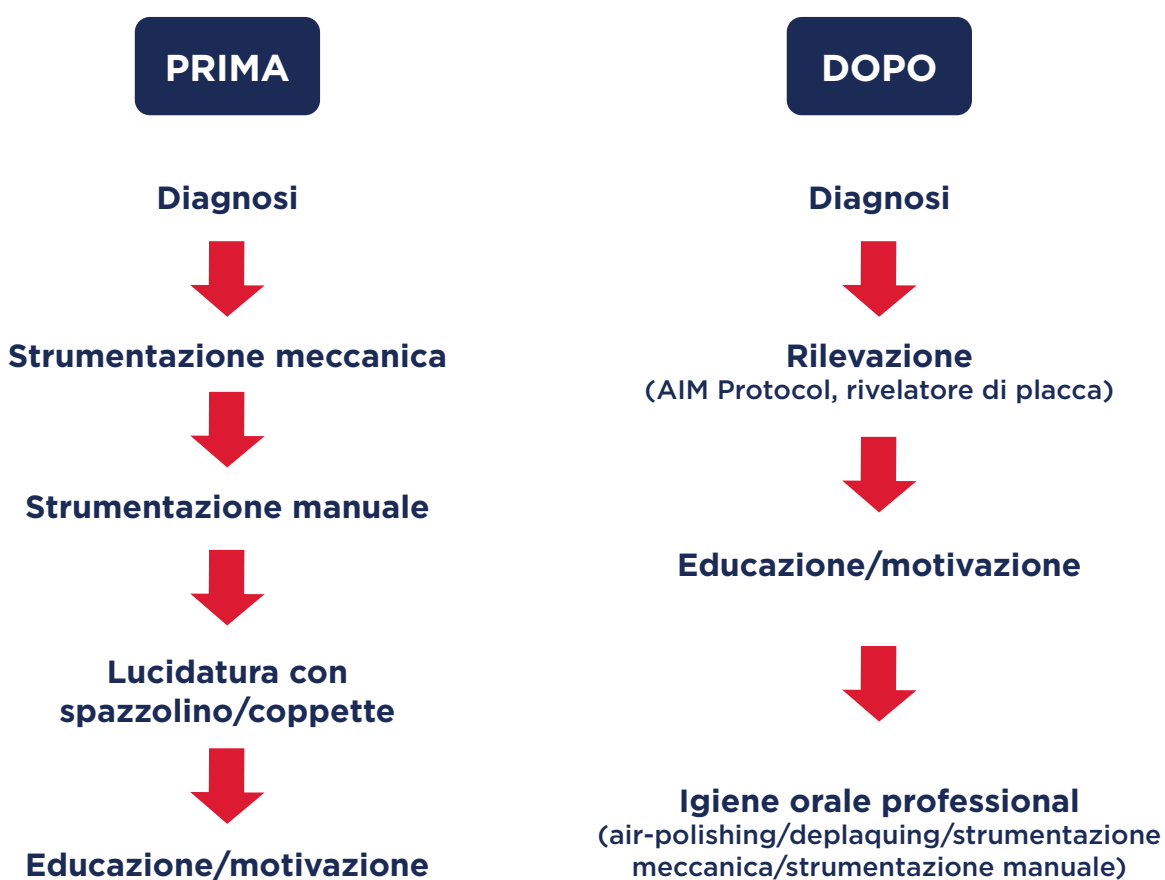 PRIMA
Diagnosi
Strumentazione meccanica
Strumentazione manuale
Lucidatura con
spazzolino/coppette
Educazione/motivazione
DOPO
Diagnosi
Rilevazione
(AIM Protocol, rivelatore di placca)
Educazione/motivazione
Igiene orale professional
(air-polishing/deplaquing/strumentazione
meccanica/strumentazione manuale)